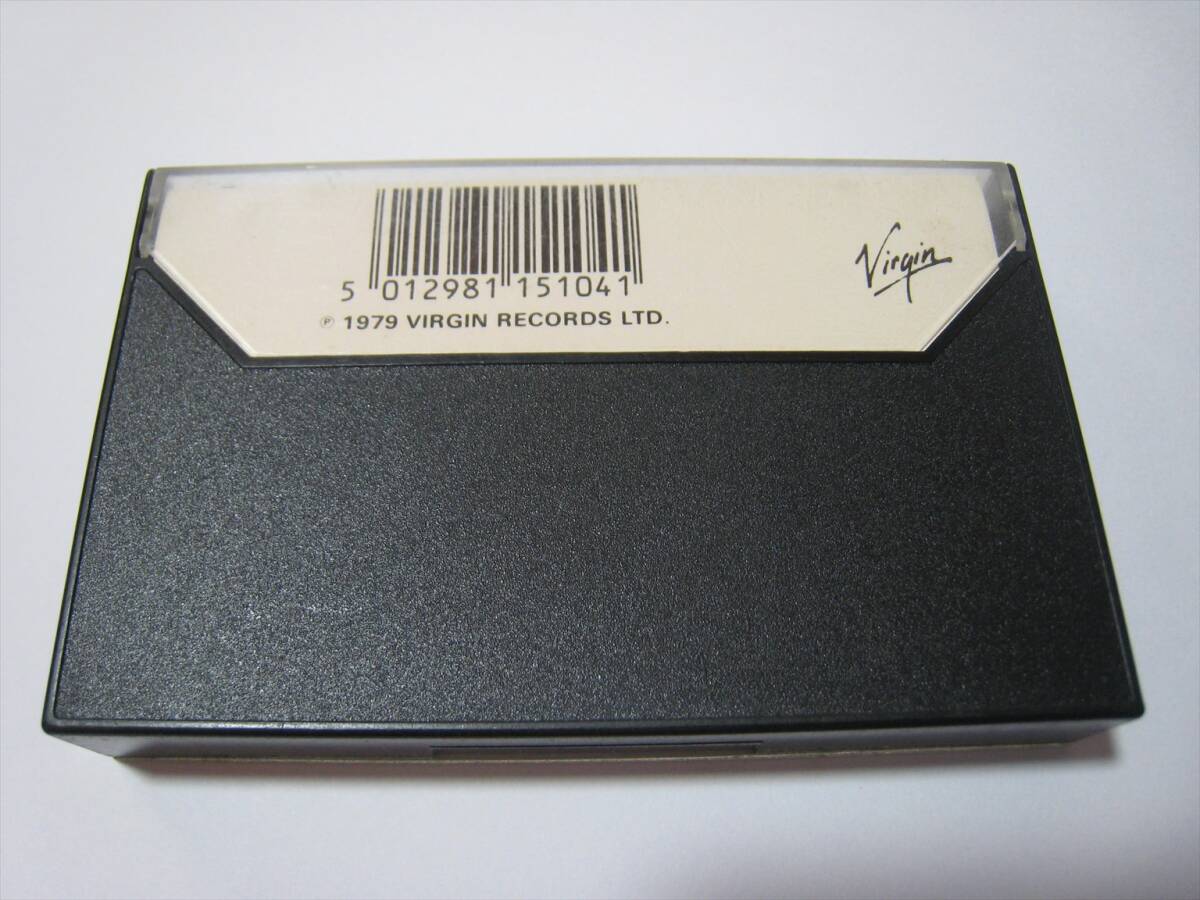 Virgin
5 012981 151041
℗ 1979 VIRGIN RECORDS LTD.